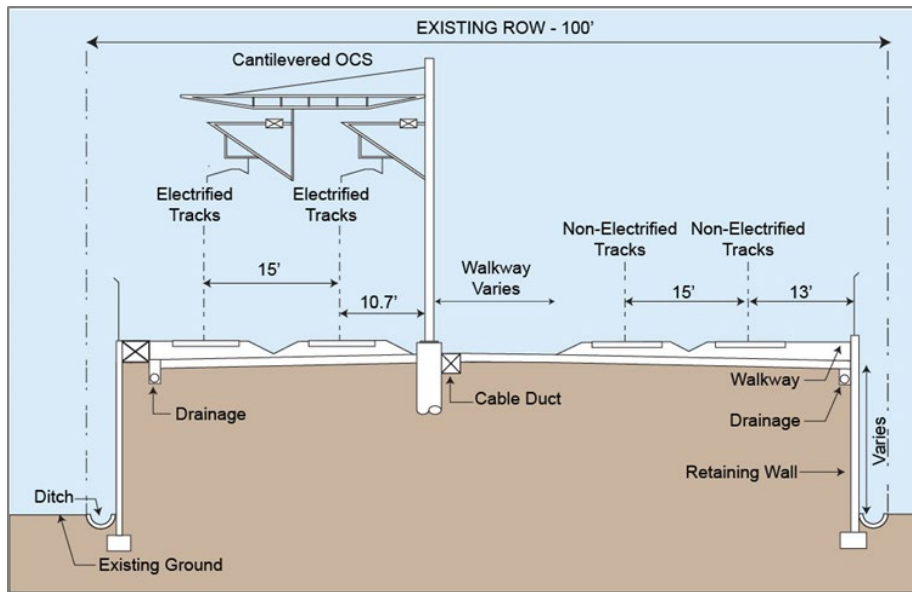 EXISTING ROW - 100'
Cantilevered OCS
Electrified
Tracks
Electrified
Tracks
Non-Electrified
Tracks
Non-Electrified
Tracks
15'
10.7'
Walkway
Varies
15'
13'
Drainage
Cable Duct
Walkway
Drainage
Varies
Retaining Wall
Ditch
Existing Ground